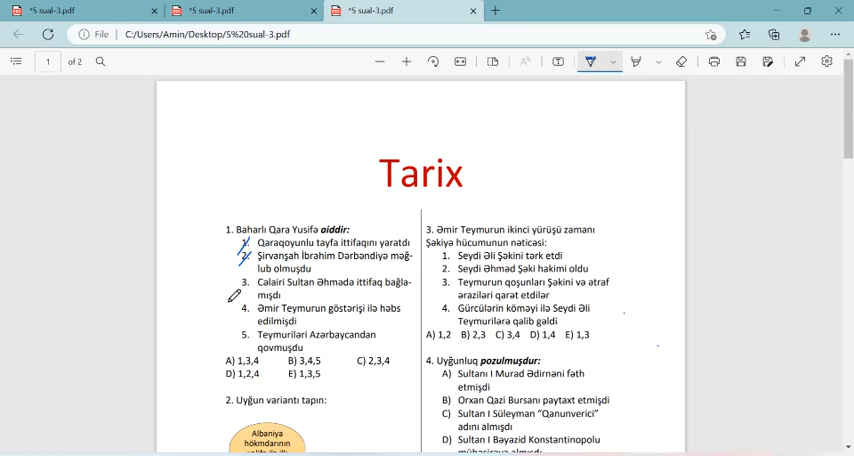 *5 sual-3.pdf
*5 sual-3.pdf
*5 sual-3.pdf
File
C:/Users/Amin/Desktop/5%20sual-3.pdf
1
of 2
Tarix
1. Baharlı Qara Yusifə aiddir:
1. Qaraqoyunlu tayfa ittifaqını yaratdı
2. Şirvanşah İbrahim Dərbəndiyə məğ-
lub olmuşdu
3. Cəlairi Sultan Əhmədə ittifaq bağla-
mışdı
4. Əmir Teymurun göstərişi ilə həbs
edilmişdi
5. Teymuriləri Azərbaycandan
qovmuşdu
A) 1,3,4 B) 3,4,5 C) 2,3,4
D) 1,2,4 E) 1,3,5
2. Uyğun variantı tapın:
Albaniya
hökmdarının
3. Əmir Teymurun ikinci yürüşü zamanı
Şəkiyə hücumunun nəticəsi:
1. Seydi Əli Şəkini tərk etdi
2. Seydi Əhməd Şəki hakimi oldu
3. Teymurun qoşunları Şəkini və ətraf
əraziləri qarət etdilər
4. Gürcülərin köməyi ilə Seydi Əli
Teymurilərə qalib gəldi
A) 1,2 B) 2,3 C) 3,4 D) 1,4 E) 1,3
4. Uyğunluq pozulmuşdur:
A) Sultanı I Murad Ədirnəni fəth
etmişdi
B) Orxan Qazi Bursanı paytaxt etmişdi
C) Sultan I Süleyman "Qanunverici"
adını almışdı
D) Sultan I Bəyazid Konstantinopolu